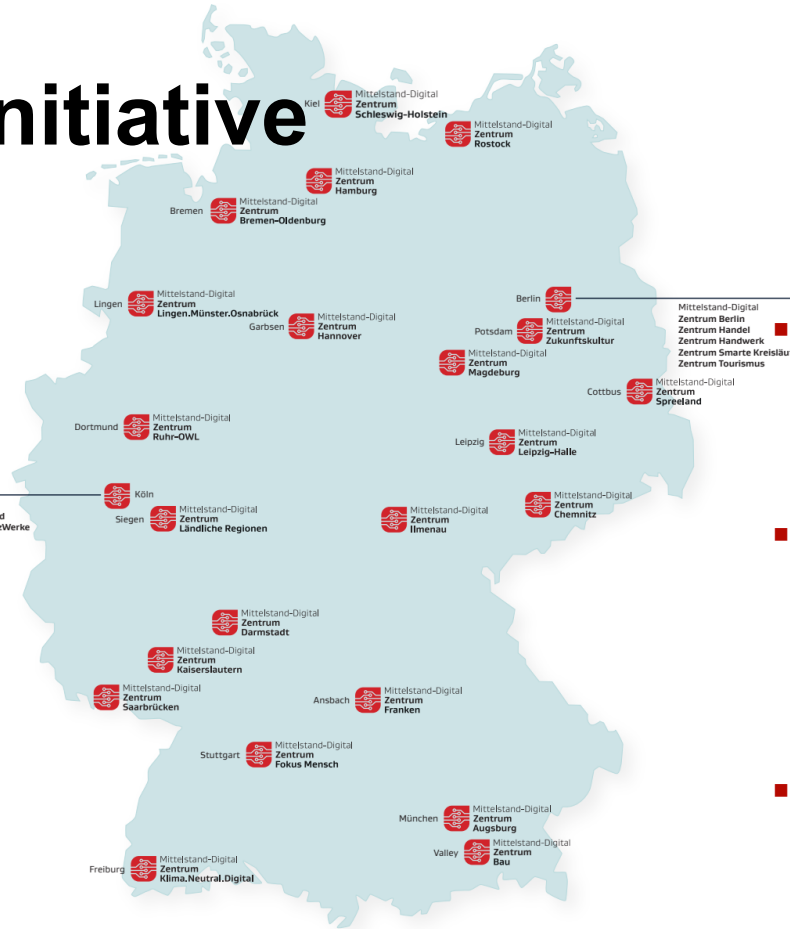 nitiative
Kiel
Mittelstand-Digital
Zentrum
Schleswig-Holstein
Mittelstand-Digital
Zentrum
Rostock
Mittelstand-Digital
Zentrum
Hamburg
Bremen
Mittelstand-Digital
Zentrum
Bremen-Oldenburg
Lingen
Mittelstand-Digital
Zentrum
Lingen.Münster.Osnabrück
Garbsen
Mittelstand-Digital
Zentrum
Hannover
Berlin
Mittelstand-Digital
Zentrum Berlin
Zentrum Handel
Zentrum Handwerk
Zentrum Smarte Kreisläu
Zentrum Tourismus
Potsdam
Mittelstand-Digital
Zentrum
Zukunftskultur
Mittelstand-Digital
Zentrum
Magdeburg
Cottbus
Mittelstand-Digital
Zentrum
Spreeland
Dortmund
Mittelstand-Digital
Zentrum
Ruhr-OWL
Leipzig
Mittelstand-Digital
Zentrum
Leipzig-Halle
Köln
d
zWerke
Siegen
Mittelstand-Digital
Zentrum
Ländliche Regionen
Mittelstand-Digital
Zentrum
Ilmenau
Mittelstand-Digital
Zentrum
Chemnitz
Mittelstand-Digital
Zentrum
Darmstadt
Mittelstand-Digital
Zentrum
Kaiserslautern
Mittelstand-Digital
Zentrum
Saarbrücken
Ansbach
Mittelstand-Digital
Zentrum
Franken
Stuttgart
Mittelstand-Digital
Zentrum
Fokus Mensch
München
Mittelstand-Digital
Zentrum
Augsburg
Valley
Mittelstand-Digital
Zentrum
Bau
Freiburg
Mittelstand-Digital
Zentrum
Klima.Neutral.Digital